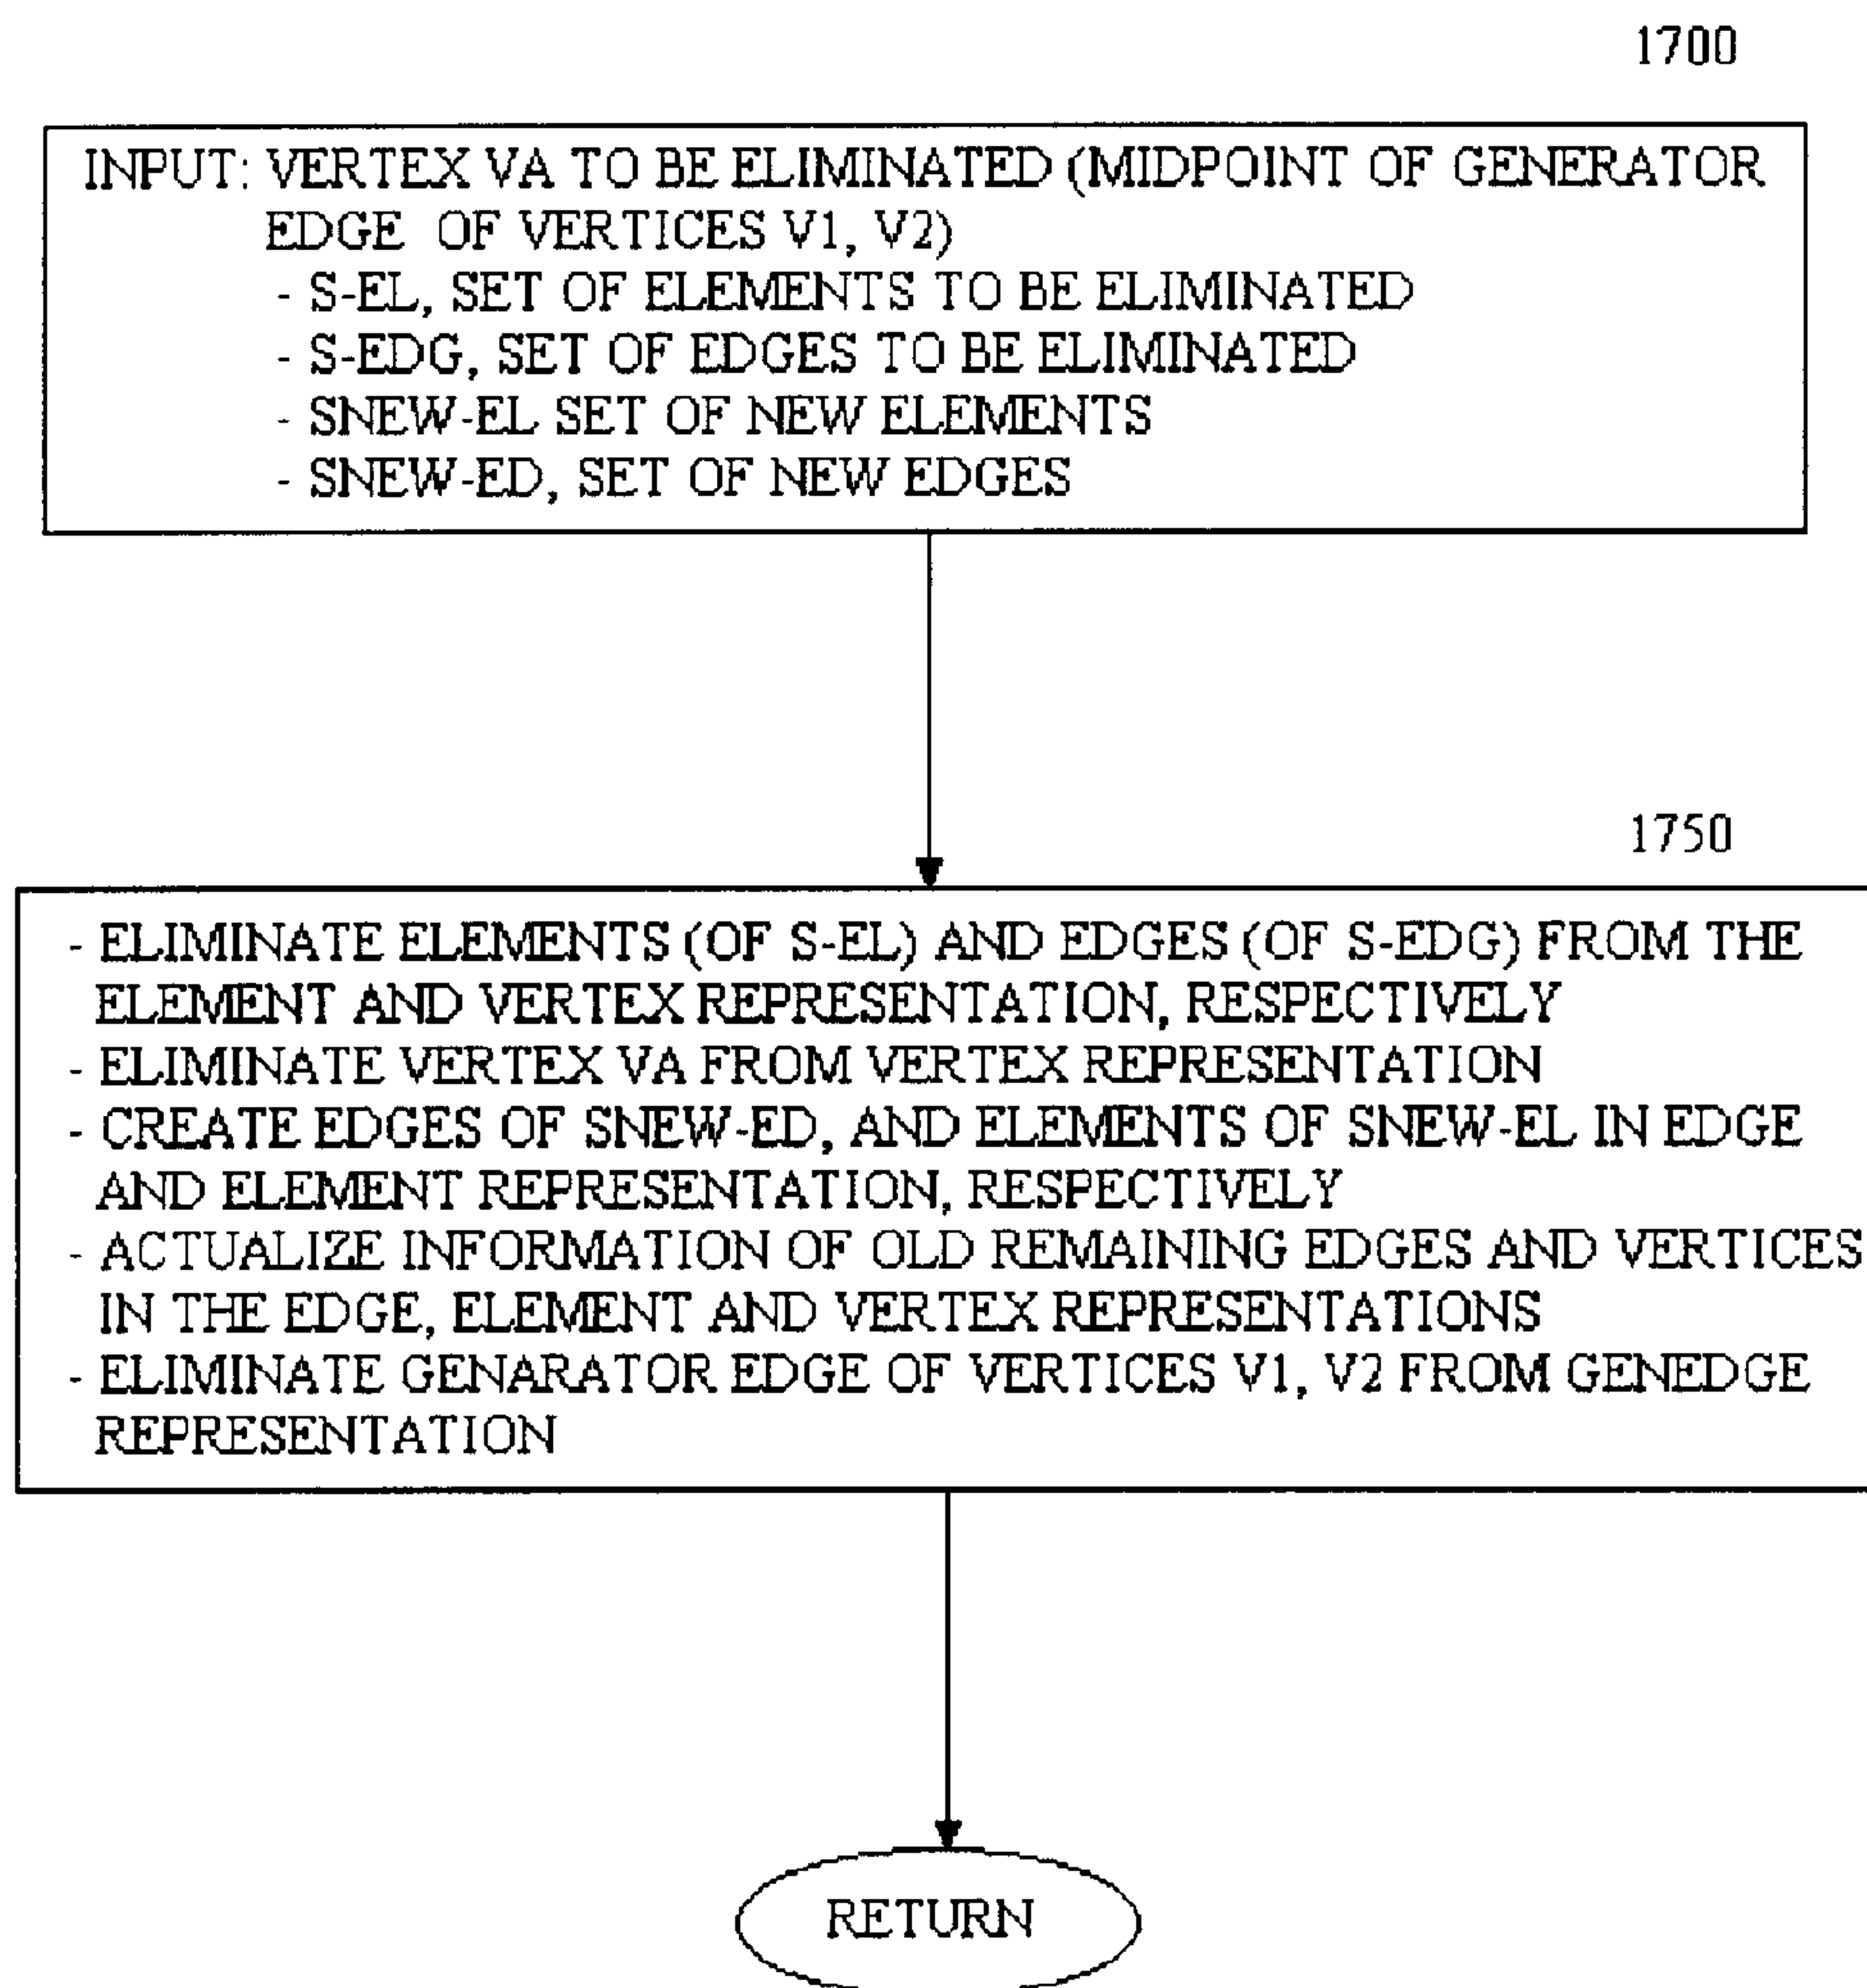 1700
INPUT: VERTEX VA TO BE ELIMINATED (MIDPOINT OF GENERATOR
EDGE OF VERTICES V1, V2)
- S-EL, SET OF ELEMENTS TO BE ELIMINATED
- S-EDG, SET OF EDGES TO BE ELIMINATED
- SNEW-EL SET OF NEW ELEMENTS
- SNEW-ED, SET OF NEW EDGES
1750
- ELIMINATE ELEMENTS (OF S-EL) AND EDGES (OF S-EDG) FROM THE
ELEMENT AND VERTEX REPRESENTATION, RESPECTIVELY
- ELIMINATE VERTEX VA FROM VERTEX REPRESENTATION
- CREATE EDGES OF SNEW-ED, AND ELEMENTS OF SNEW-EL IN EDGE
AND ELEMENT REPRESENTATION, RESPECTIVELY
- ACTUALIZE INFORMATION OF OLD REMAINING EDGES AND VERTICES
IN THE EDGE, ELEMENT AND VERTEX REPRESENTATIONS
- ELIMINATE GENARATOR EDGE OF VERTICES V1, V2 FROM GENEDGE
REPRESENTATION
RETURN